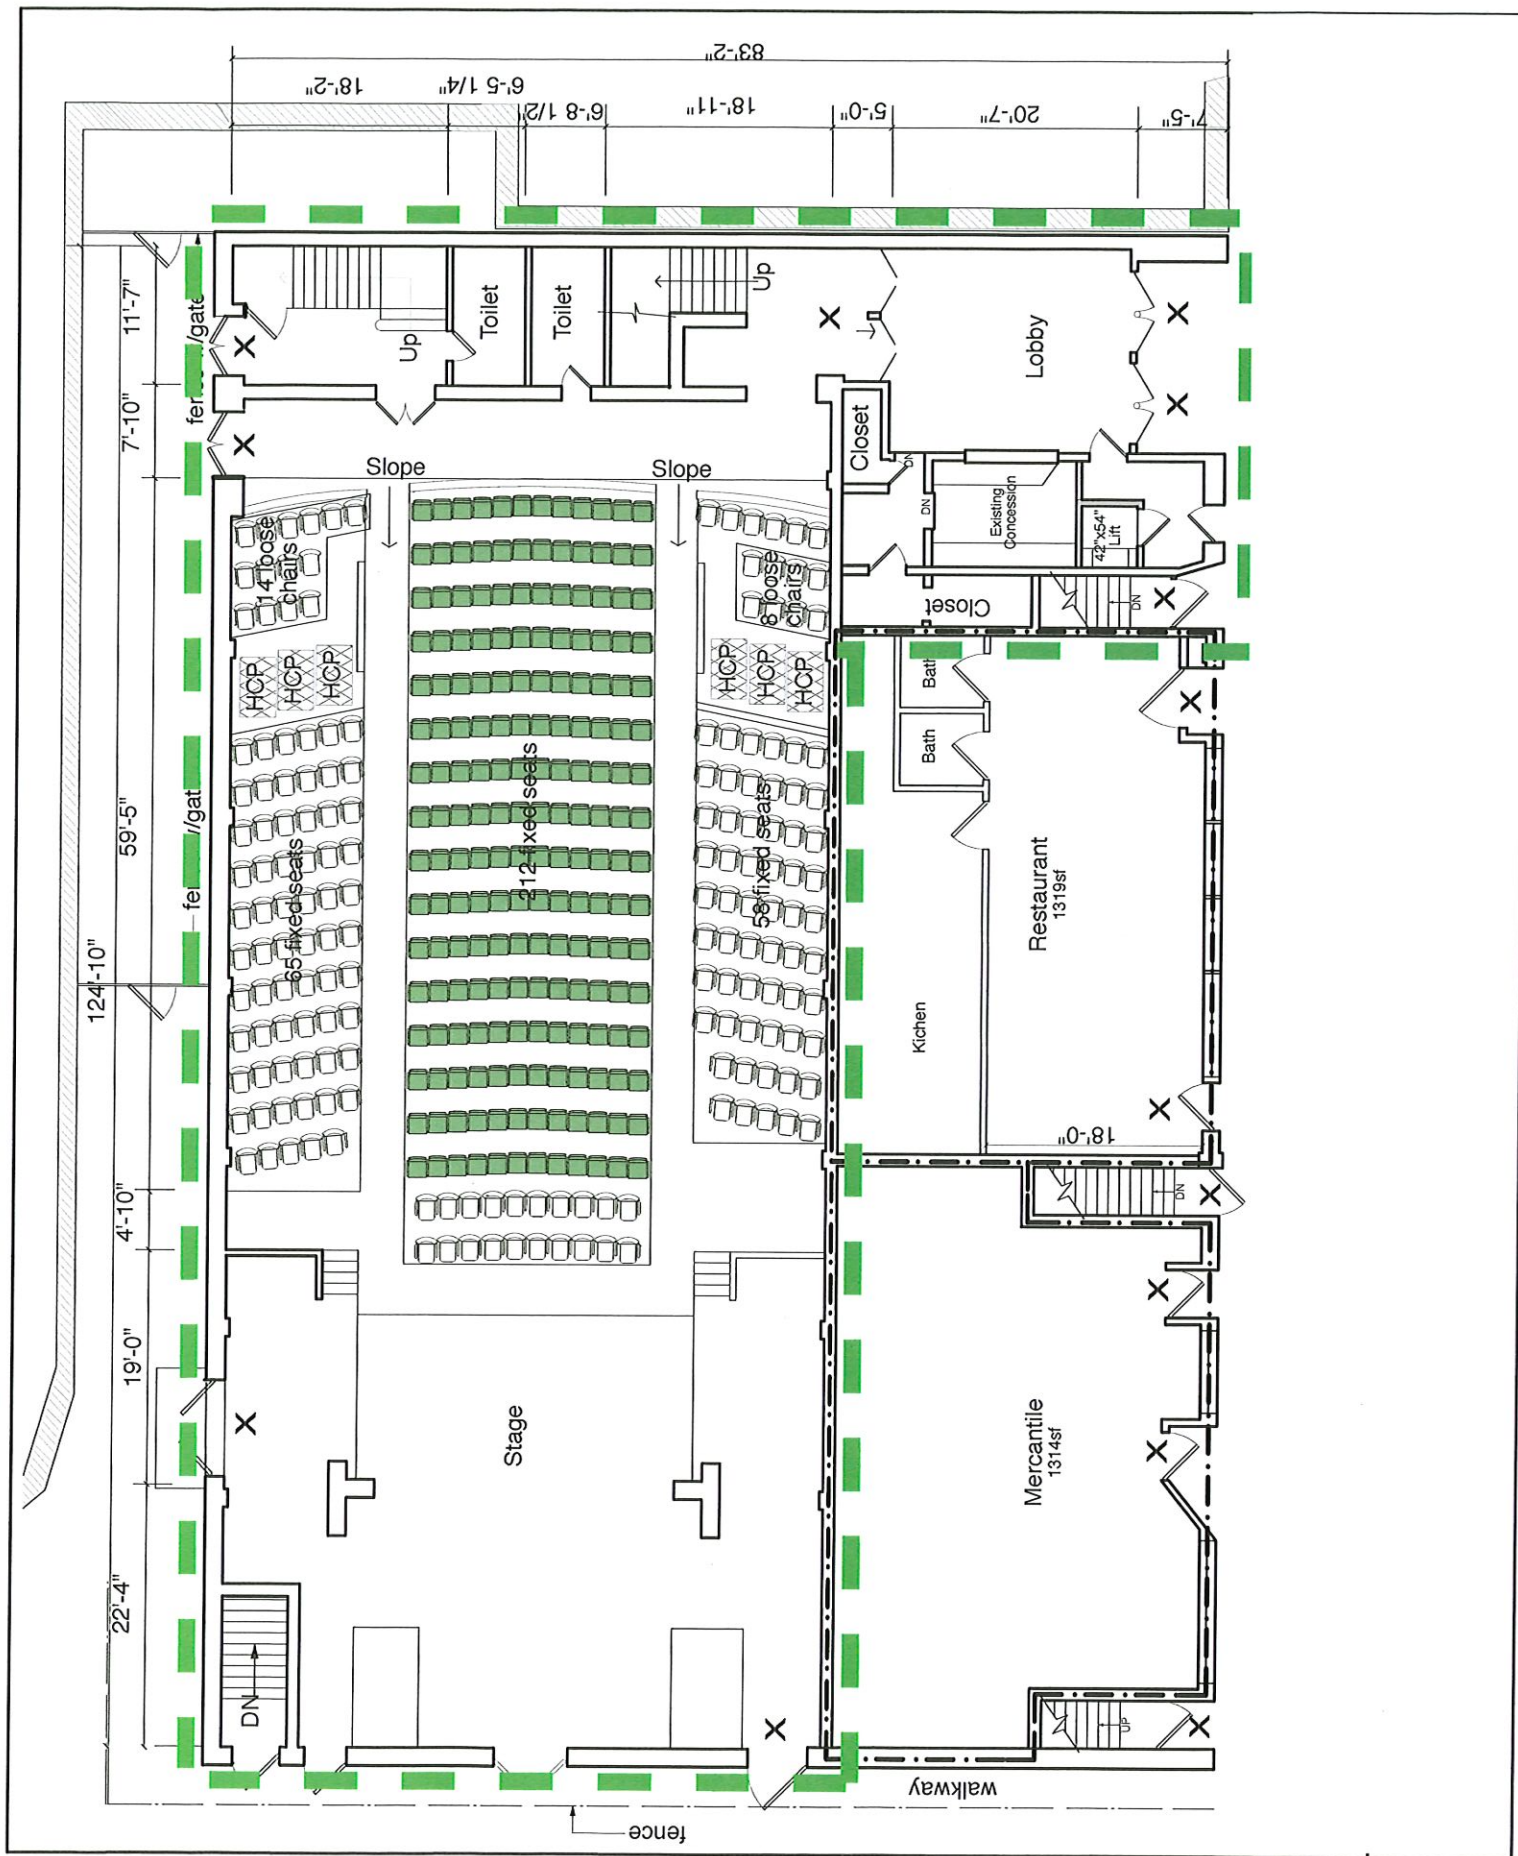 83'-2"
18'-2"
6'-5 1/4"
6'-8 1/2"
18'-11"
5'-0"
20'-7"
7'-5"
124'-10"
11'-7"
7'-10"
59'-5"
4'-10"
19'-0"
22'-4"
Up
Toilet
Toilet
Up
X
X
X
Lobby
X
X
Closet
DN
Slope
Slope
DN
Existing
Concession
42"x54"
Lift
14 loose
chairs
8 loose
chairs
Closet
DN
X
HCP
HCP
HCP
HCP
HCP
HCP
Bath
Bath
X
65 fixed seats
212 fixed seats
58 fixed seats
Restaurant
1319sf
Kichen
X
18'-0"
DN
X
X
Stage
X
Mercantile
1314sf
X
DN
X
UP
X
walkway
fence